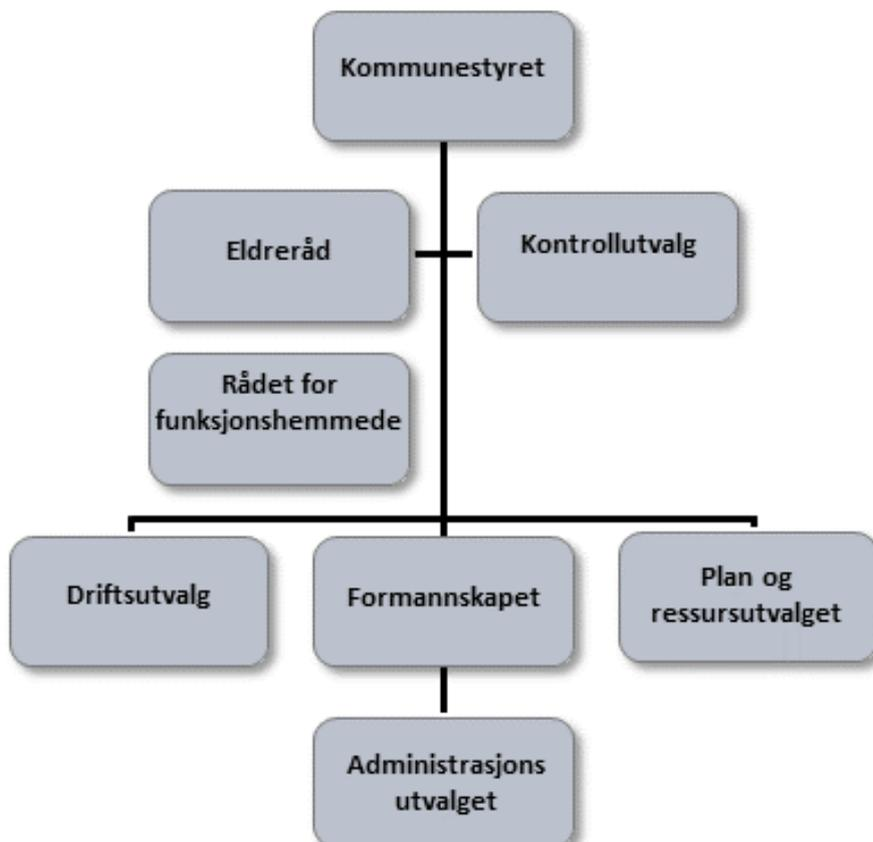 Kommunestyret
Eldreråd
Kontrollutvalg
Rådet for
funksjonshemmede
Driftsutvalg
Formannskapet
Plan og
ressursutvalget
Administrasjons
utvalget